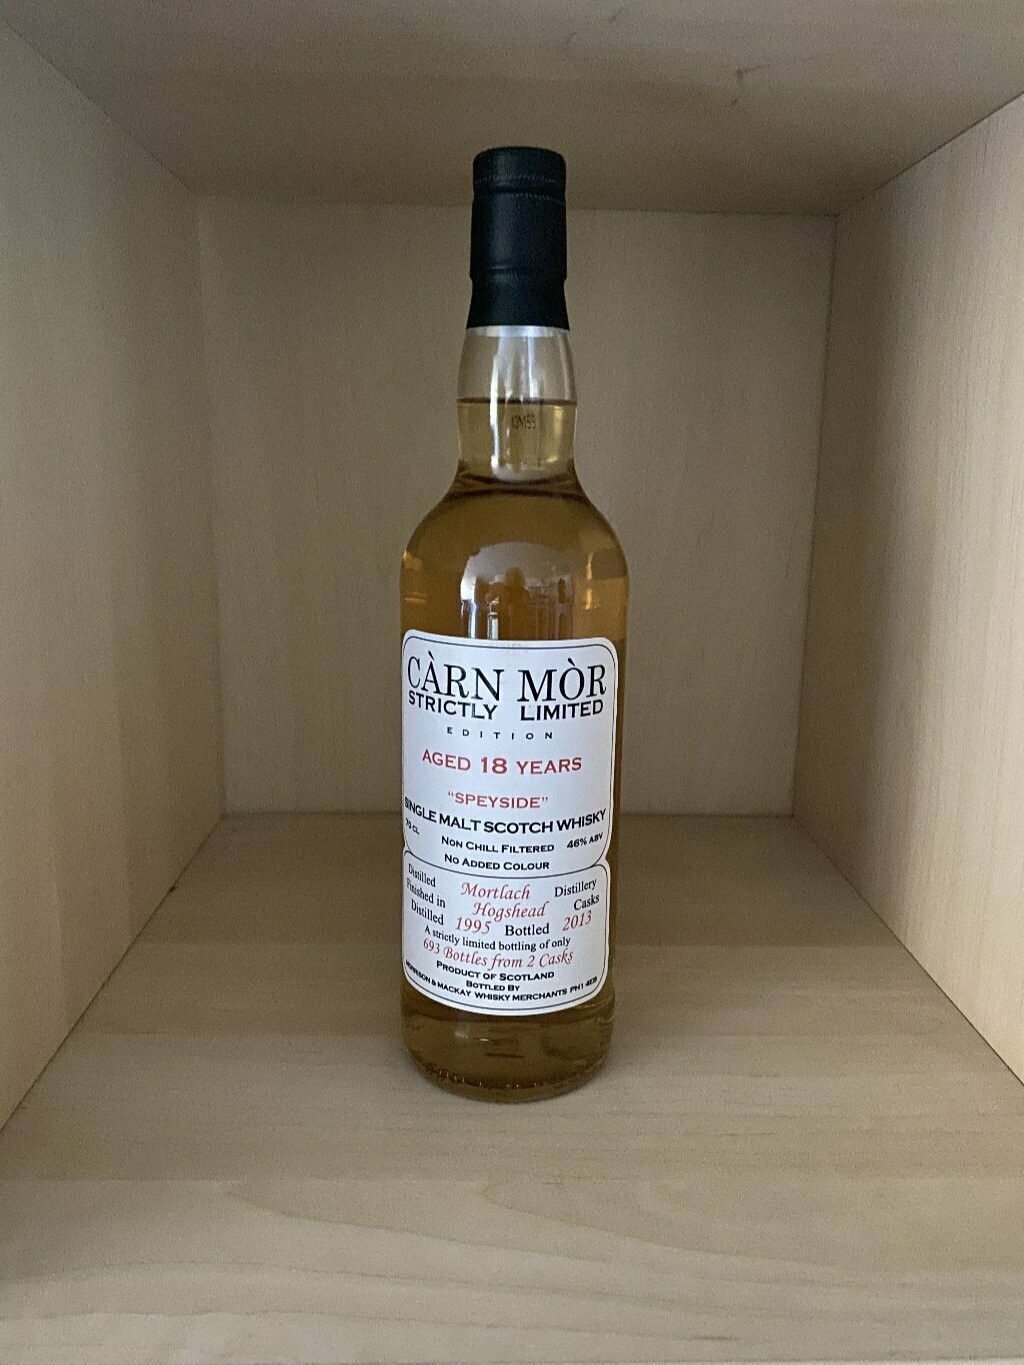 CÀRN MÒR
STRICTLY LIMITED
EDITION
AGED 18 YEARS
"SPEYSIDE"
SINGLE MALT SCOTCH WHISKY
70 CL
NON CHILL FILTERED 46% ABV
NO ADDED COLOUR
Distilled Mortlach Distillery
Finished in Hogshead Casks
Distilled 1995 Bottled 2013
A strictly limited bottling of only
693 Bottles from 2 Casks
PRODUCT OF SCOTLAND
BOTTLED BY
MORRISON & MACKAY WHISKY MERCHANTS PH1 4EB